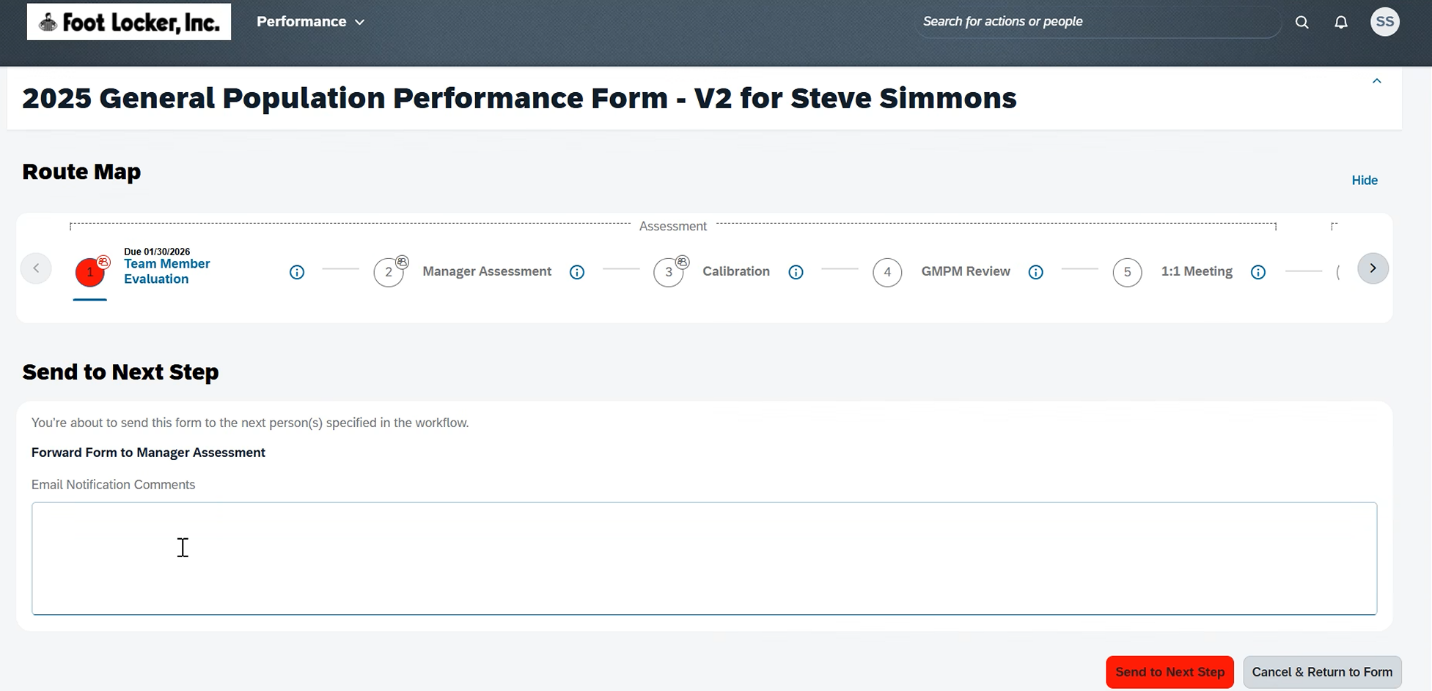 Foot Locker, Inc.
Performance
Search for actions or people
SS
2025 General Population Performance Form - V2 for Steve Simmons
Route Map
Hide
Assessment
1
Due 01/30/2026
Team Member
Evaluation
2
Manager Assessment
3
Calibration
4
GMPM Review
5
1:1 Meeting
Send to Next Step
You're about to send this form to the next person(s) specified in the workflow.
Forward Form to Manager Assessment
Email Notification Comments
Send to Next Step
Cancel & Return to Form